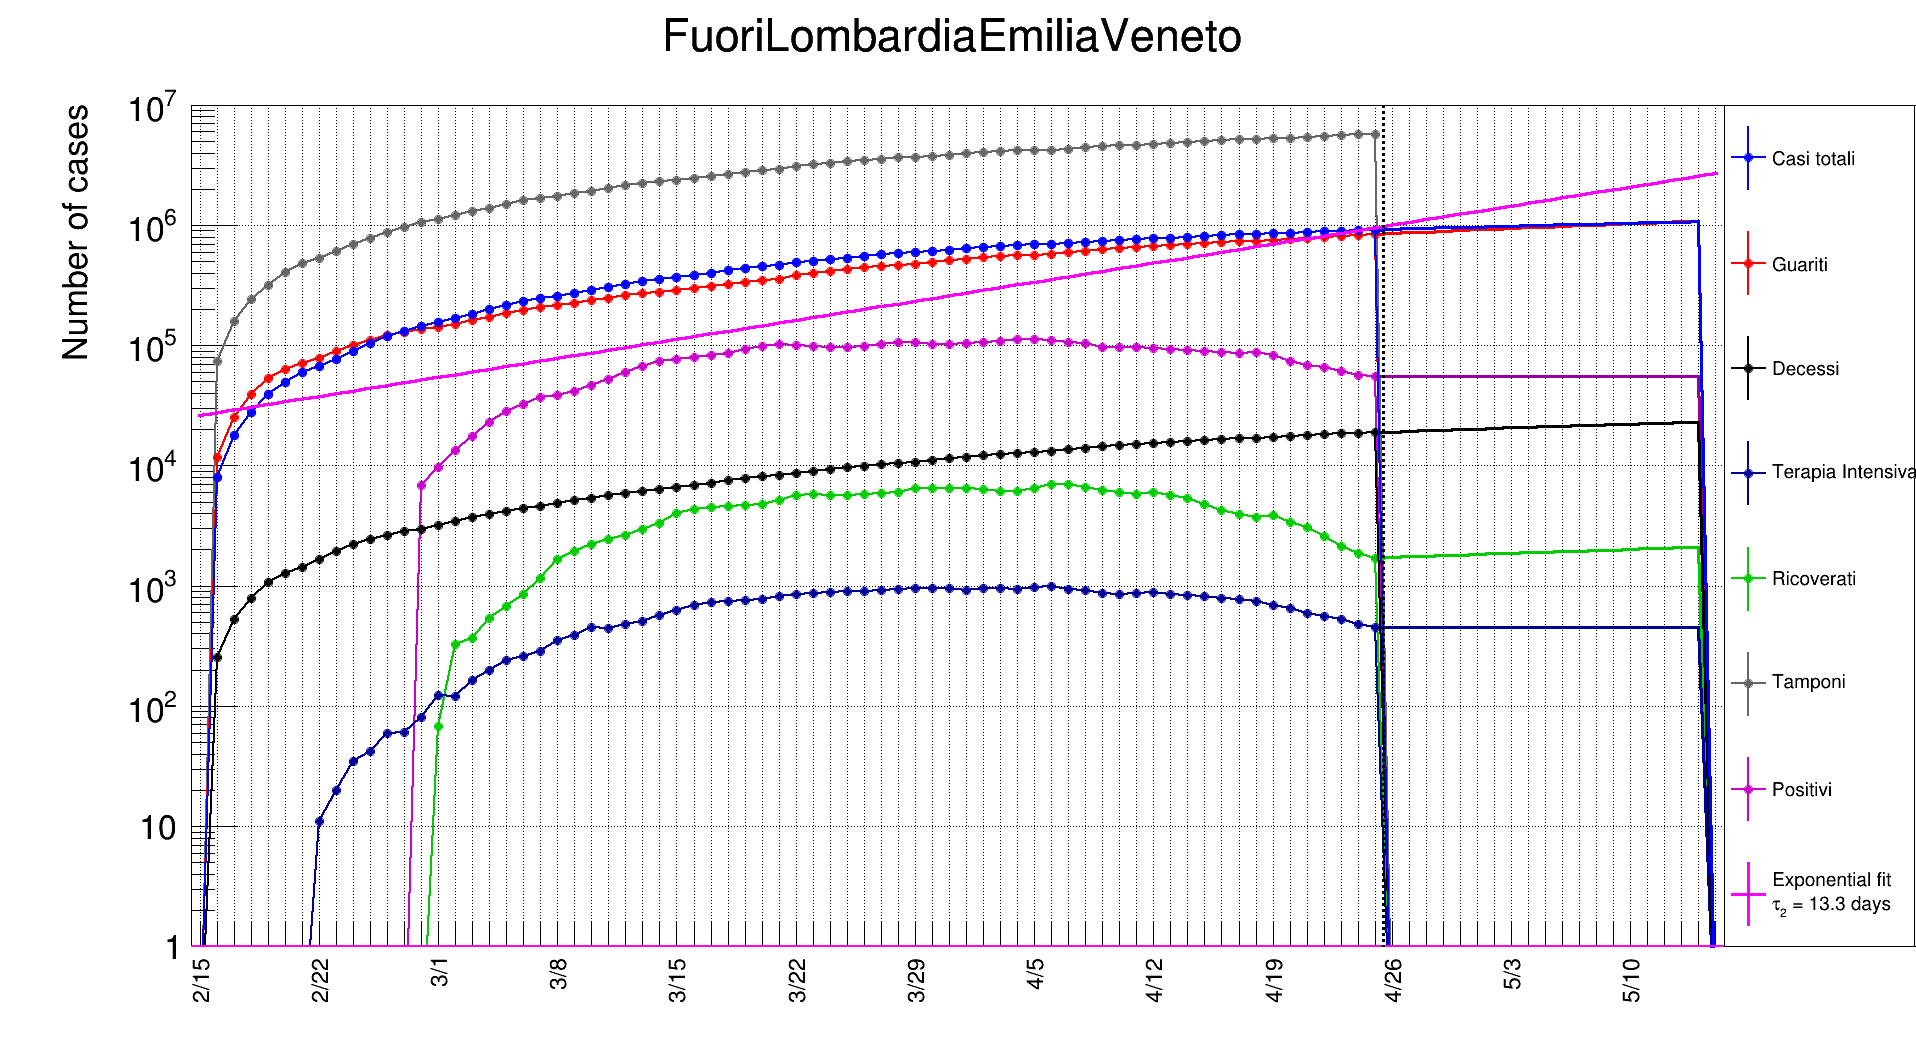 FuoriLombardiaEmiliaVeneto
Number of cases
10^7
10^6
10^5
10^4
10^3
10^2
10
1
2/15
2/22
3/1
3/8
3/15
3/22
3/29
4/5
4/12
4/19
4/26
5/3
5/10
Casi totali
Guariti
Decessi
Terapia Intensiva
Ricoverati
Tamponi
Positivi
Exponential fit
τ_2 = 13.3 days